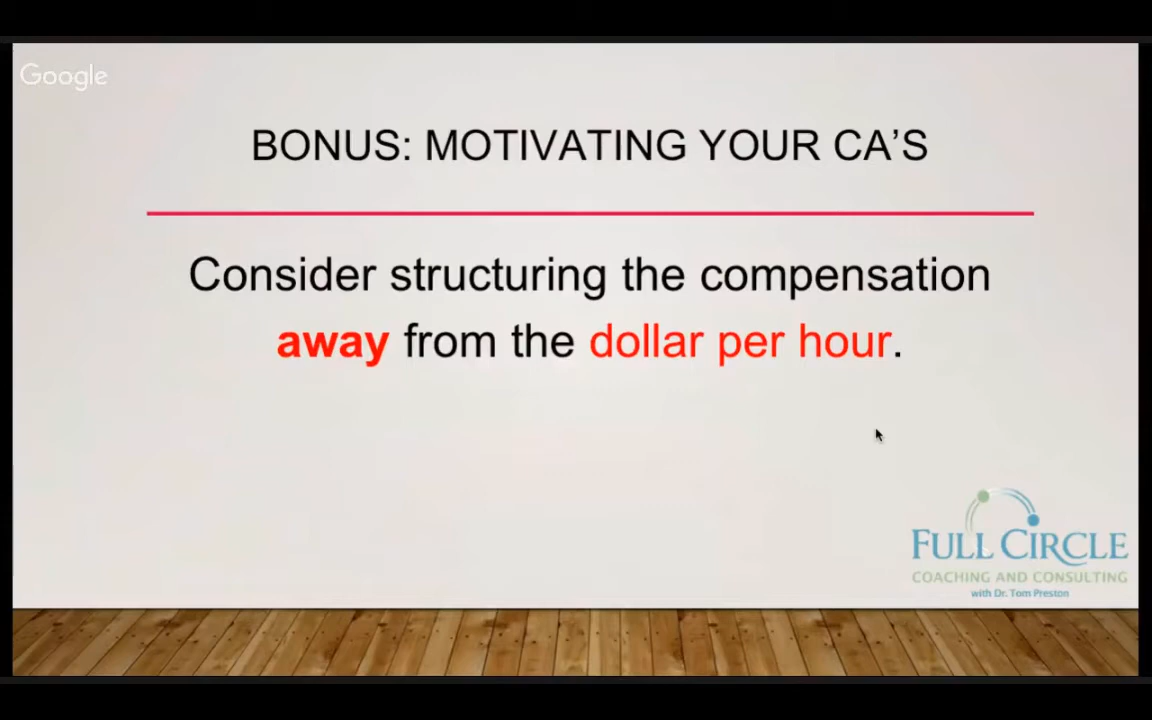 Google
BONUS: MOTIVATING YOUR CA'S
Consider structuring the compensation
away from the dollar per hour.
FULL CIRCLE
COACHING AND CONSULTING
with Dr. Tom Preston